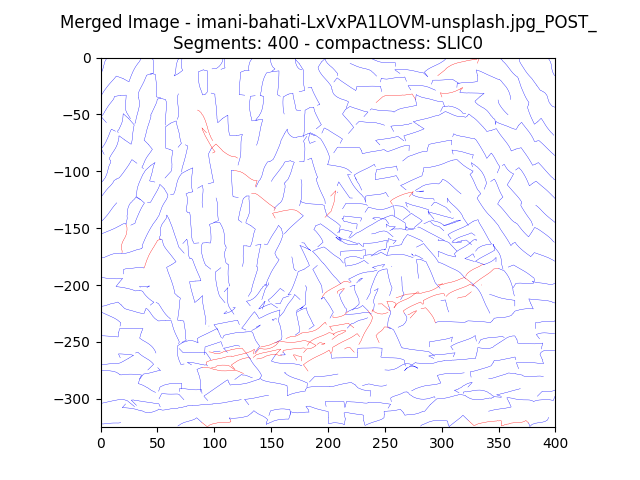 Merged Image - imani-bahati-LxVxPA1LOVM-unsplash.jpg_POST_
Segments: 400 - compactness: SLIC0
0
−50
−100
−150
−200
−250
−300
0 50 100 150 200 250 300 350 400